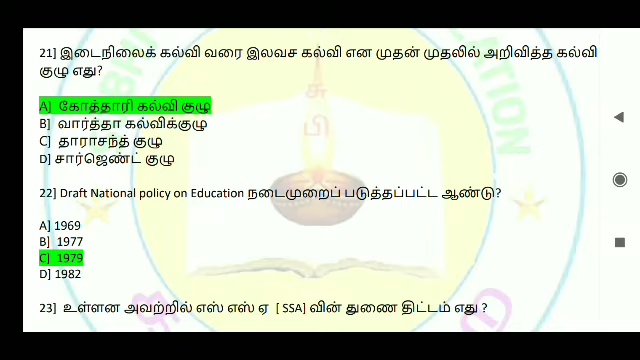 21] இடைநிலைக் கல்வி வரை இலவச கல்வி என முதன் முதலில் அறிவித்த கல்வி
குழு எது?
A] கோத்தாரி கல்வி குழு
B] வார்த்தா கல்விக்குழு
C] தாராசந்த் குழு
D] சார்ஜெண்ட் குழு
22] Draft National policy on Education நடைமுறைப் படுத்தப்பட்ட ஆண்டு?
A] 1969
B] 1977
C] 1979
D] 1982
23] உள்ளன அவற்றில் எஸ் எஸ் ஏ [ SSA] வின் துணை திட்டம் எது ?